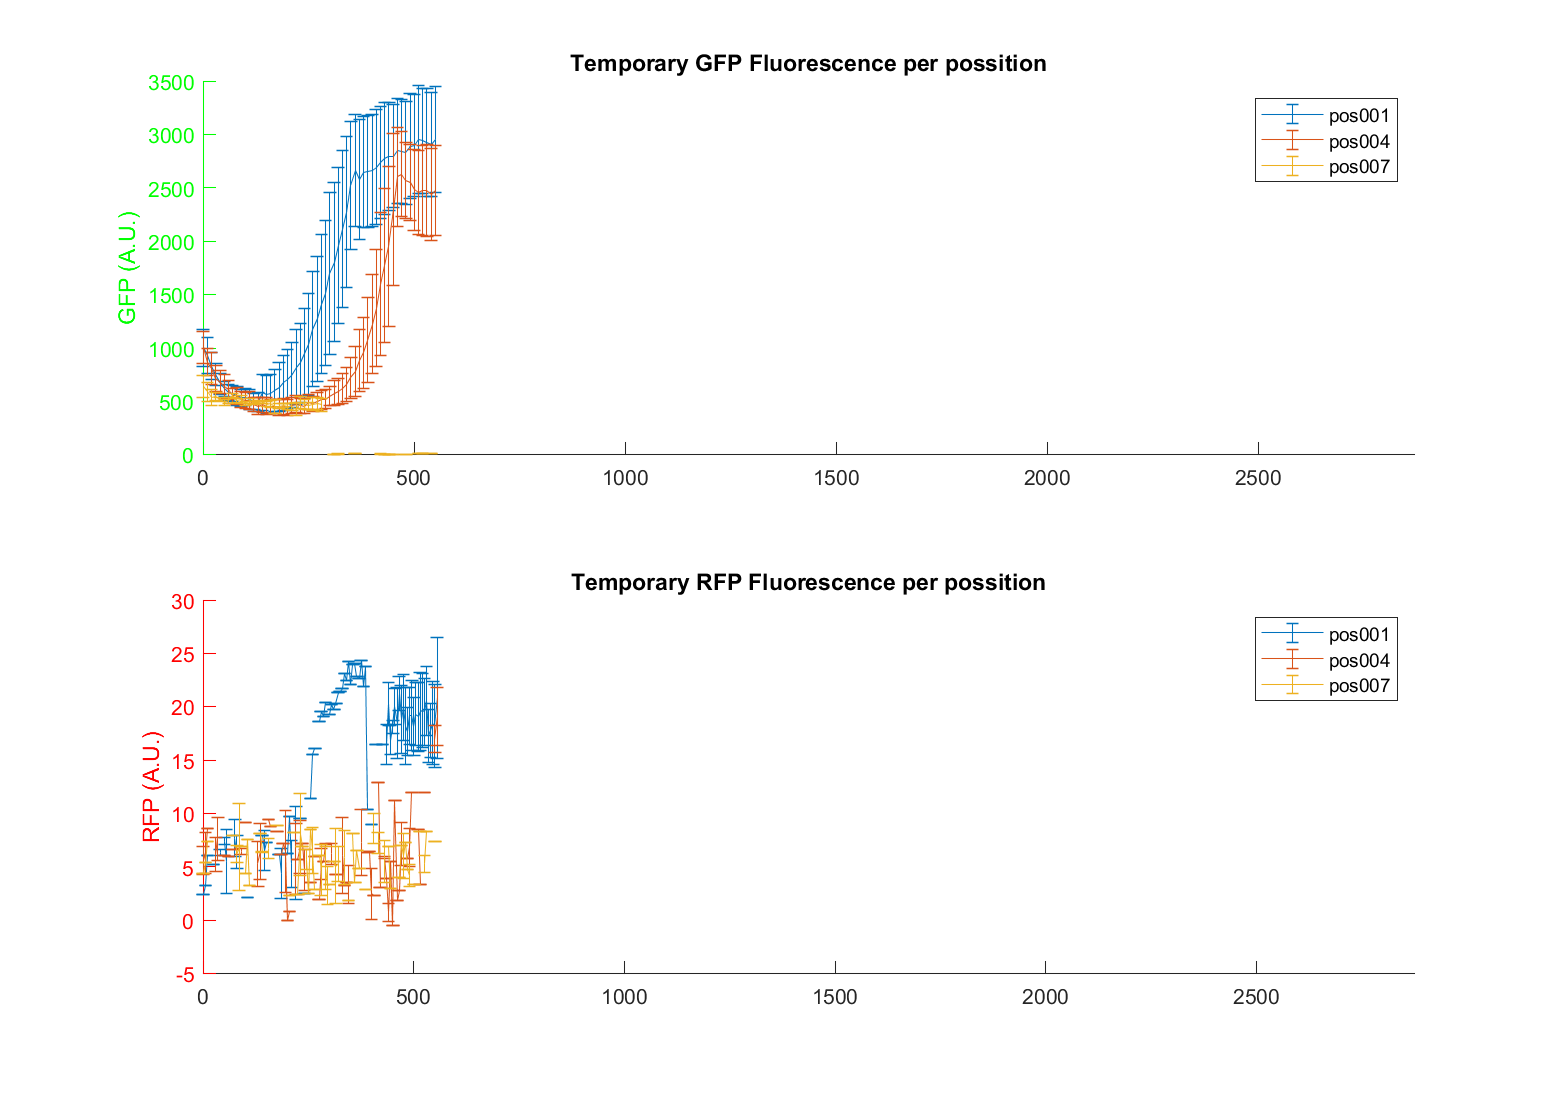 Temporary GFP Fluorescence per possition
3500
3000
2500
2000
1500
1000
500
0
GFP (A.U.)
0 500 1000 1500 2000 2500
pos001
pos004
pos007
Temporary RFP Fluorescence per possition
30
25
20
15
10
5
0
-5
RFP (A.U.)
0 500 1000 1500 2000 2500
pos001
pos004
pos007